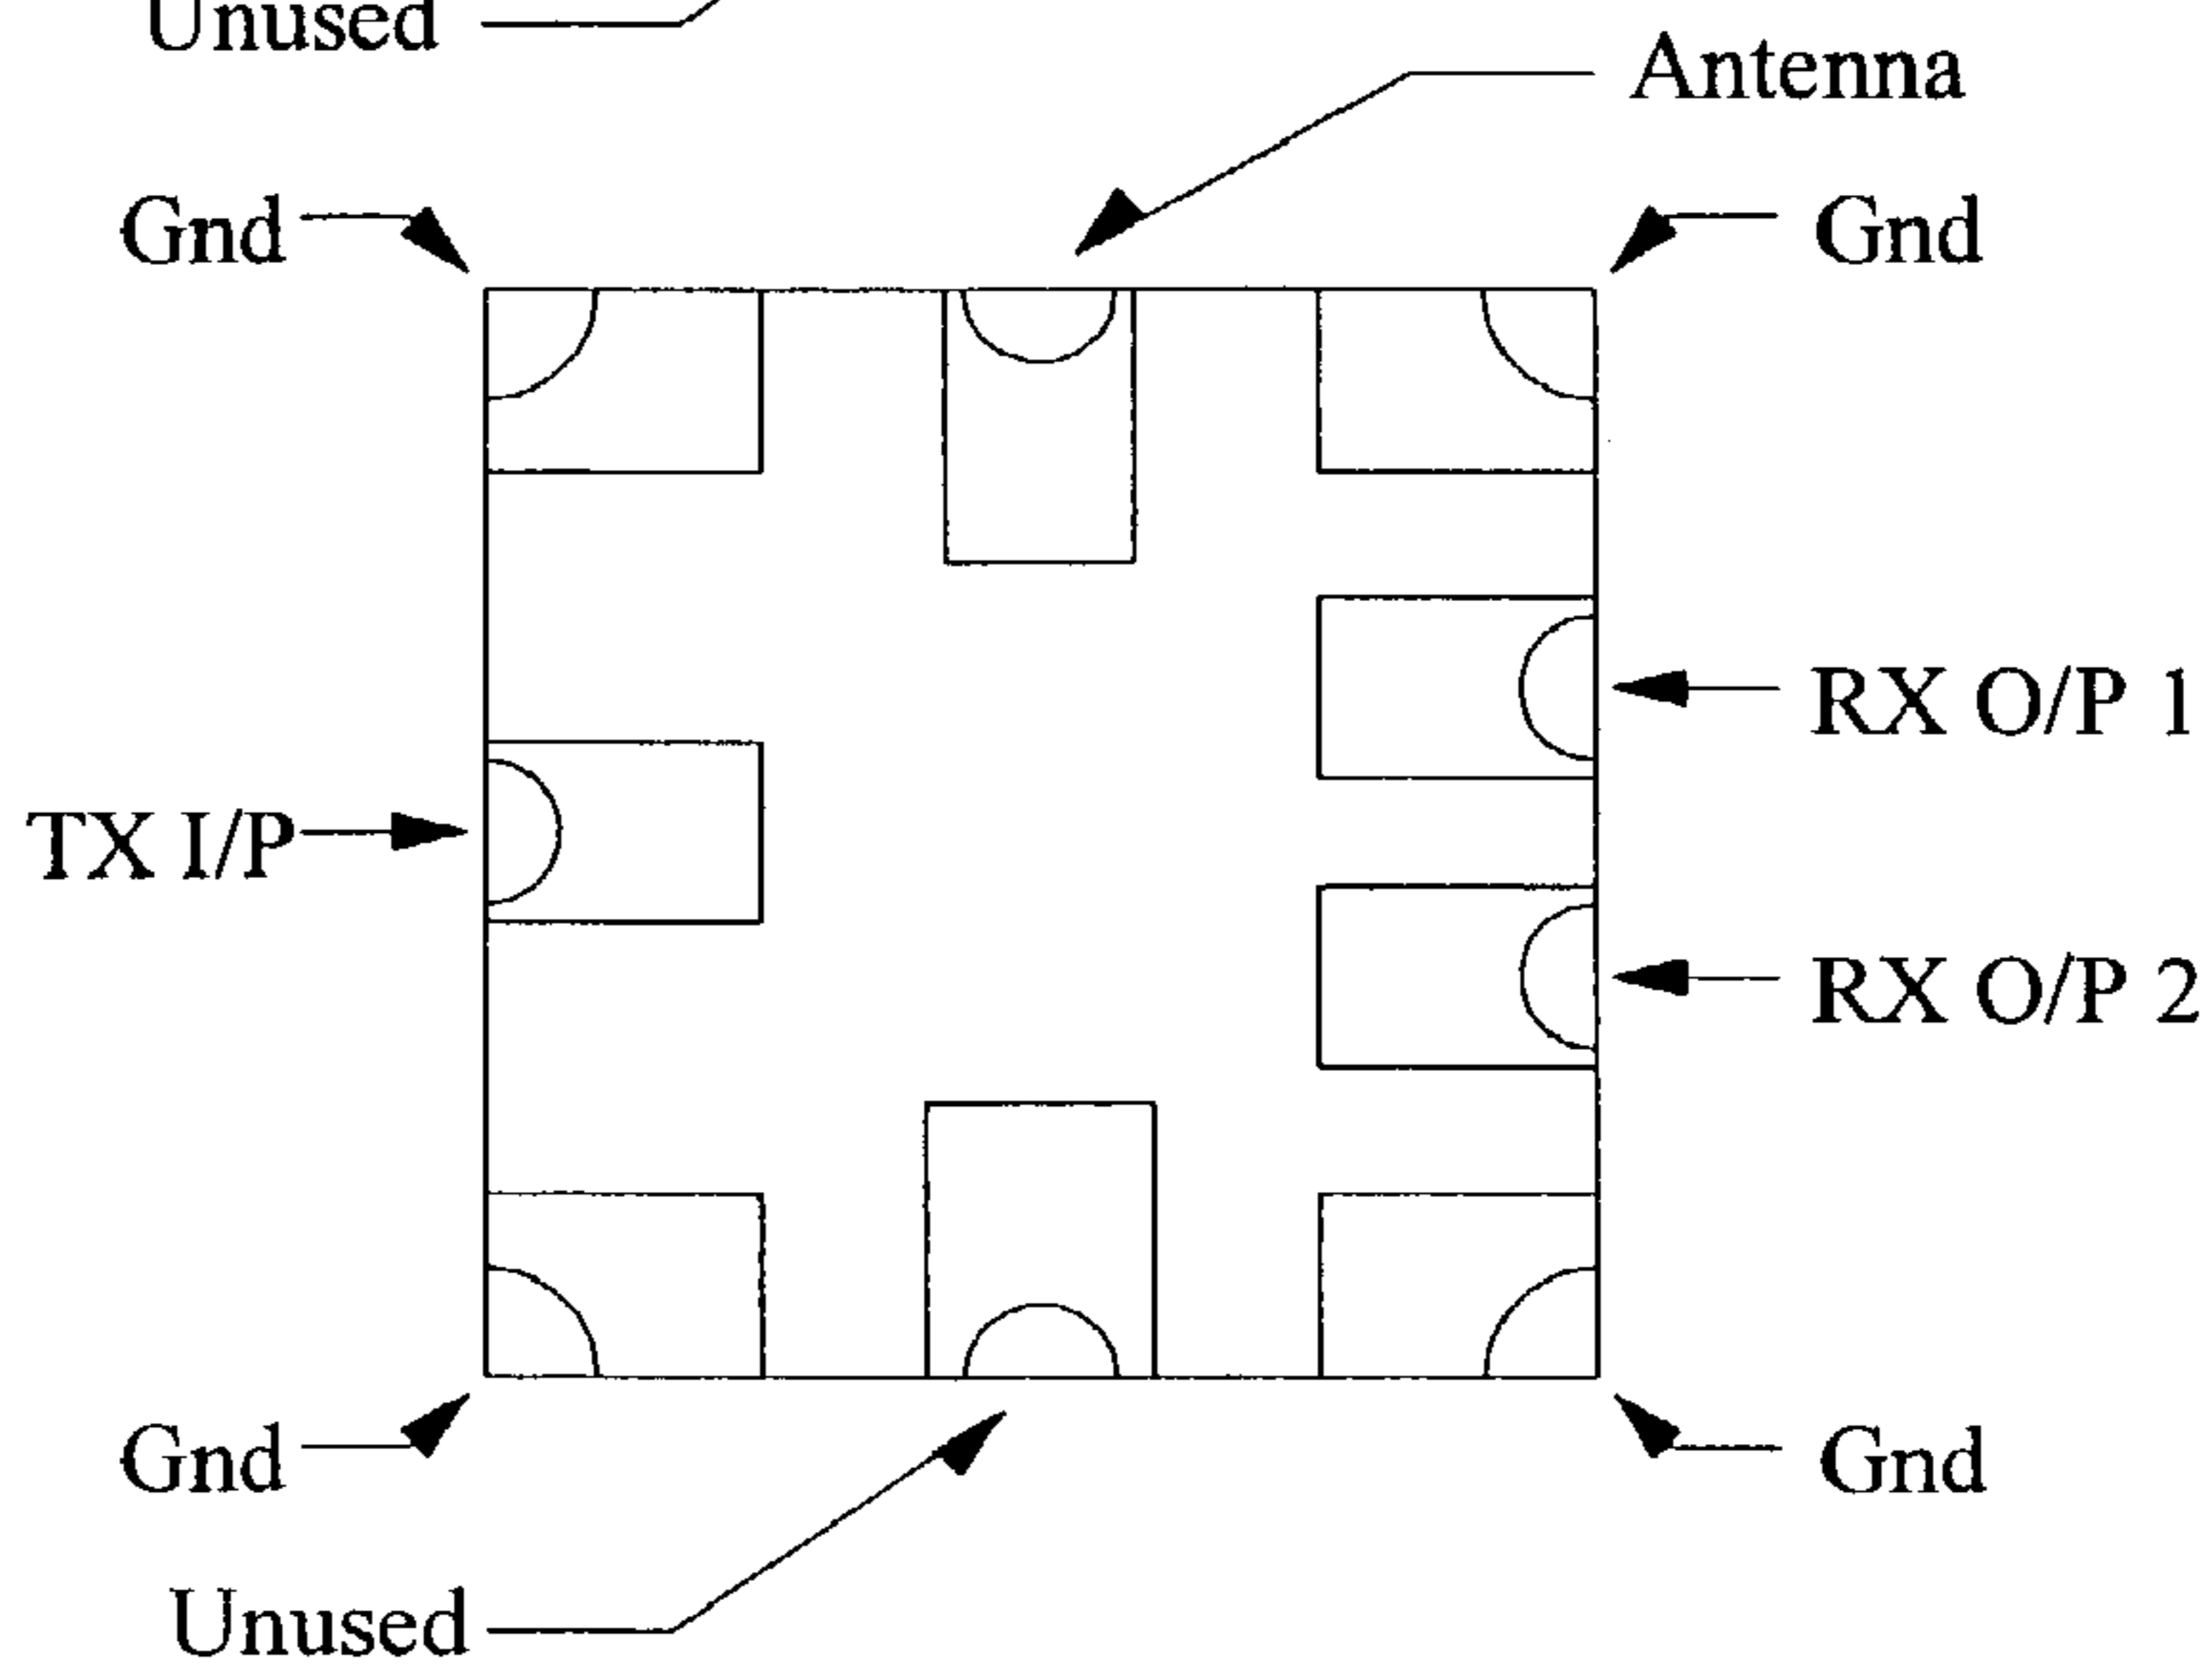 Unused
Antenna
Gnd
Gnd
RX O/P 1
TX I/P
RX O/P 2
Gnd
Gnd
Unused